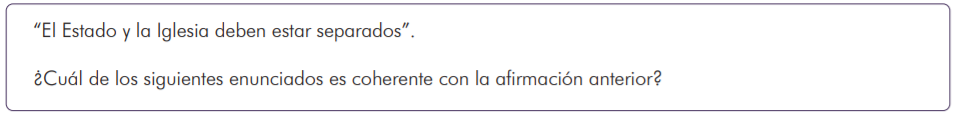 “El Estado y la Iglesia deben estar separados”.
¿Cuál de los siguientes enunciados es coherente con la afirmación anterior?